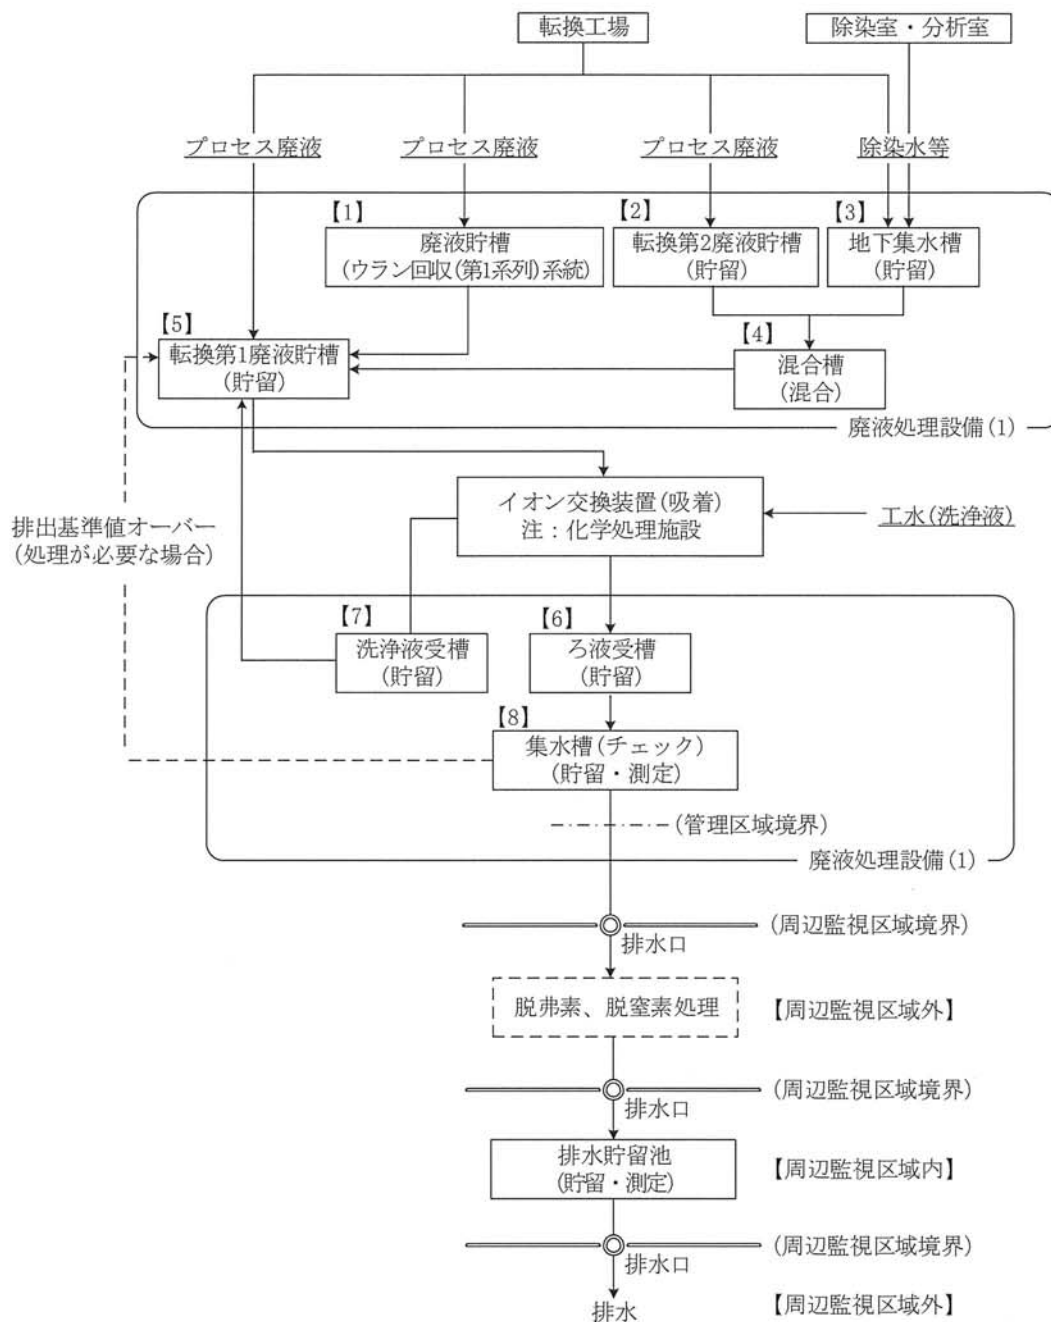 転換工場
除染室・分析室
プロセス廃液
プロセス廃液
プロセス廃液
除染水等
【1】
廃液貯槽
(ウラン回収(第1系列)系統)
【2】
転換第2廃液貯槽
(貯留)
【3】
地下集水槽
(貯留)
【5】
転換第1廃液貯槽
(貯留)
【4】
混合槽
(混合)
廃液処理設備(1)
イオン交換装置(吸着)
注：化学処理施設
工水(洗浄液)
排出基準値オーバー
(処理が必要な場合)
【7】
洗浄液受槽
(貯留)
【6】
ろ液受槽
(貯留)
【8】
集水槽(チェック)
(貯留・測定)
(管理区域境界)
廃液処理設備(1)
(周辺監視区域境界)
排水口
脱弗素、脱窒素処理
【周辺監視区域外】
(周辺監視区域境界)
排水口
排水貯留池
(貯留・測定)
【周辺監視区域内】
(周辺監視区域境界)
排水口
排水
【周辺監視区域外】